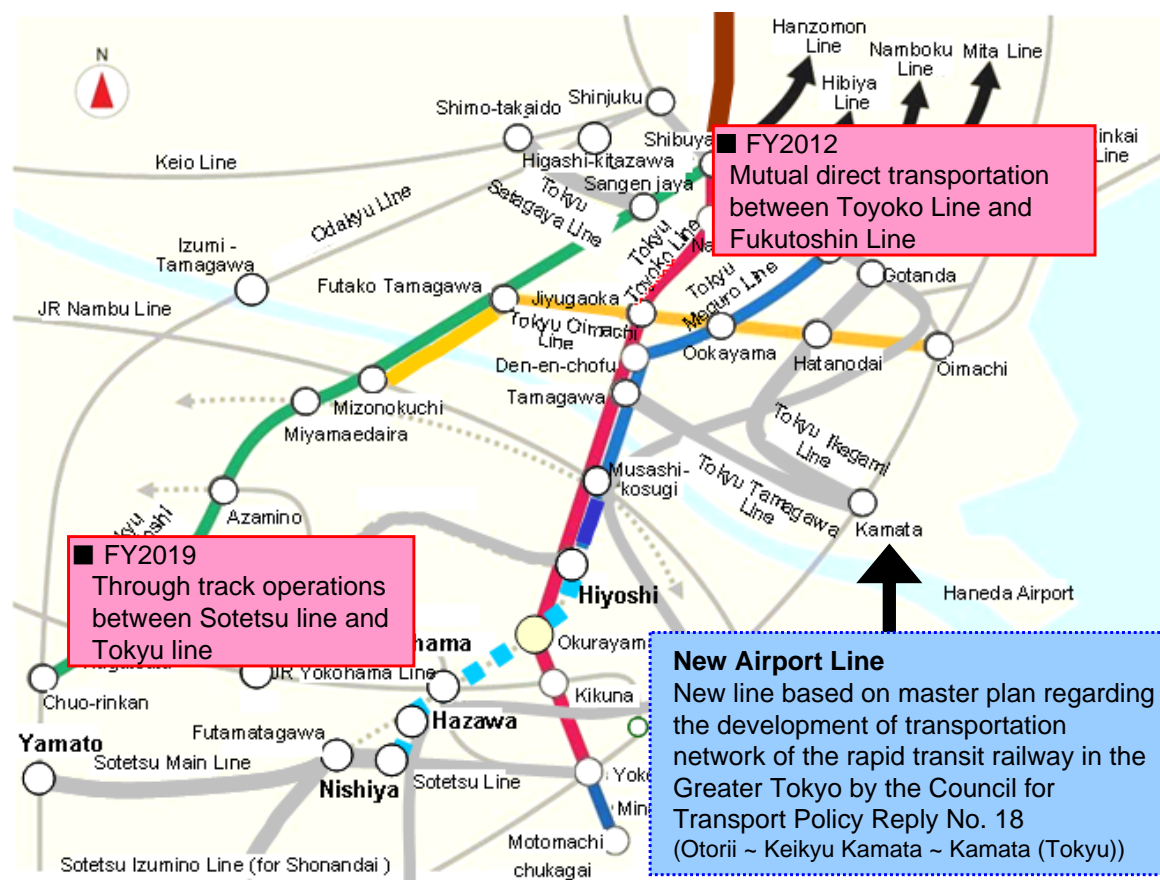 N
Hanzomon
Line
Namboku
Line
Mita Line
Hibiya
Line
Shinjuku
Shimo-takaido
Shibuya
Keio Line
Higashi-kitazawa
Sangen jaya
■ FY2012
Mutual direct transportation
between Toyoko Line and
Fukutoshin Line
Line
Tokyu
Setagaya Line
Odakyu Line
Izumi -
Tamagawa
Tokyu
Toyoko Line
Tokyu
Meguro Line
Gotanda
Futako Tamagawa
Jiyugaoka
JR Nambu Line
Tokyu Oimachi
Line
Ookayama
Hatanodai
Oimachi
Den-en-chofu
Tamagawa
Mizonokuchi
Miyamaedaira
Tokyu Ikegami
Line
Tokyu Tamagawa
Line
Musashi-
kosugi
Kamata
Azamino
■ FY2019
Through track operations
between Sotetsu line and
Tokyu line
Hiyoshi
Haneda Airport
Okurayam
JR Yokohama Line
Chuo-rinkan
Kikuna
Hazawa
Futamatagawa
Yamato
Sotetsu Main Line
Nishiya
Sotetsu Line
Motomachi
chukagai
Sotetsu Izumino Line (for Shonandai )
New Airport Line
New line based on master plan regarding
the development of transportation
network of the rapid transit railway in the
Greater Tokyo by the Council for
Transport Policy Reply No. 18
(Otorii ~ Keikyu Kamata ~ Kamata (Tokyu))